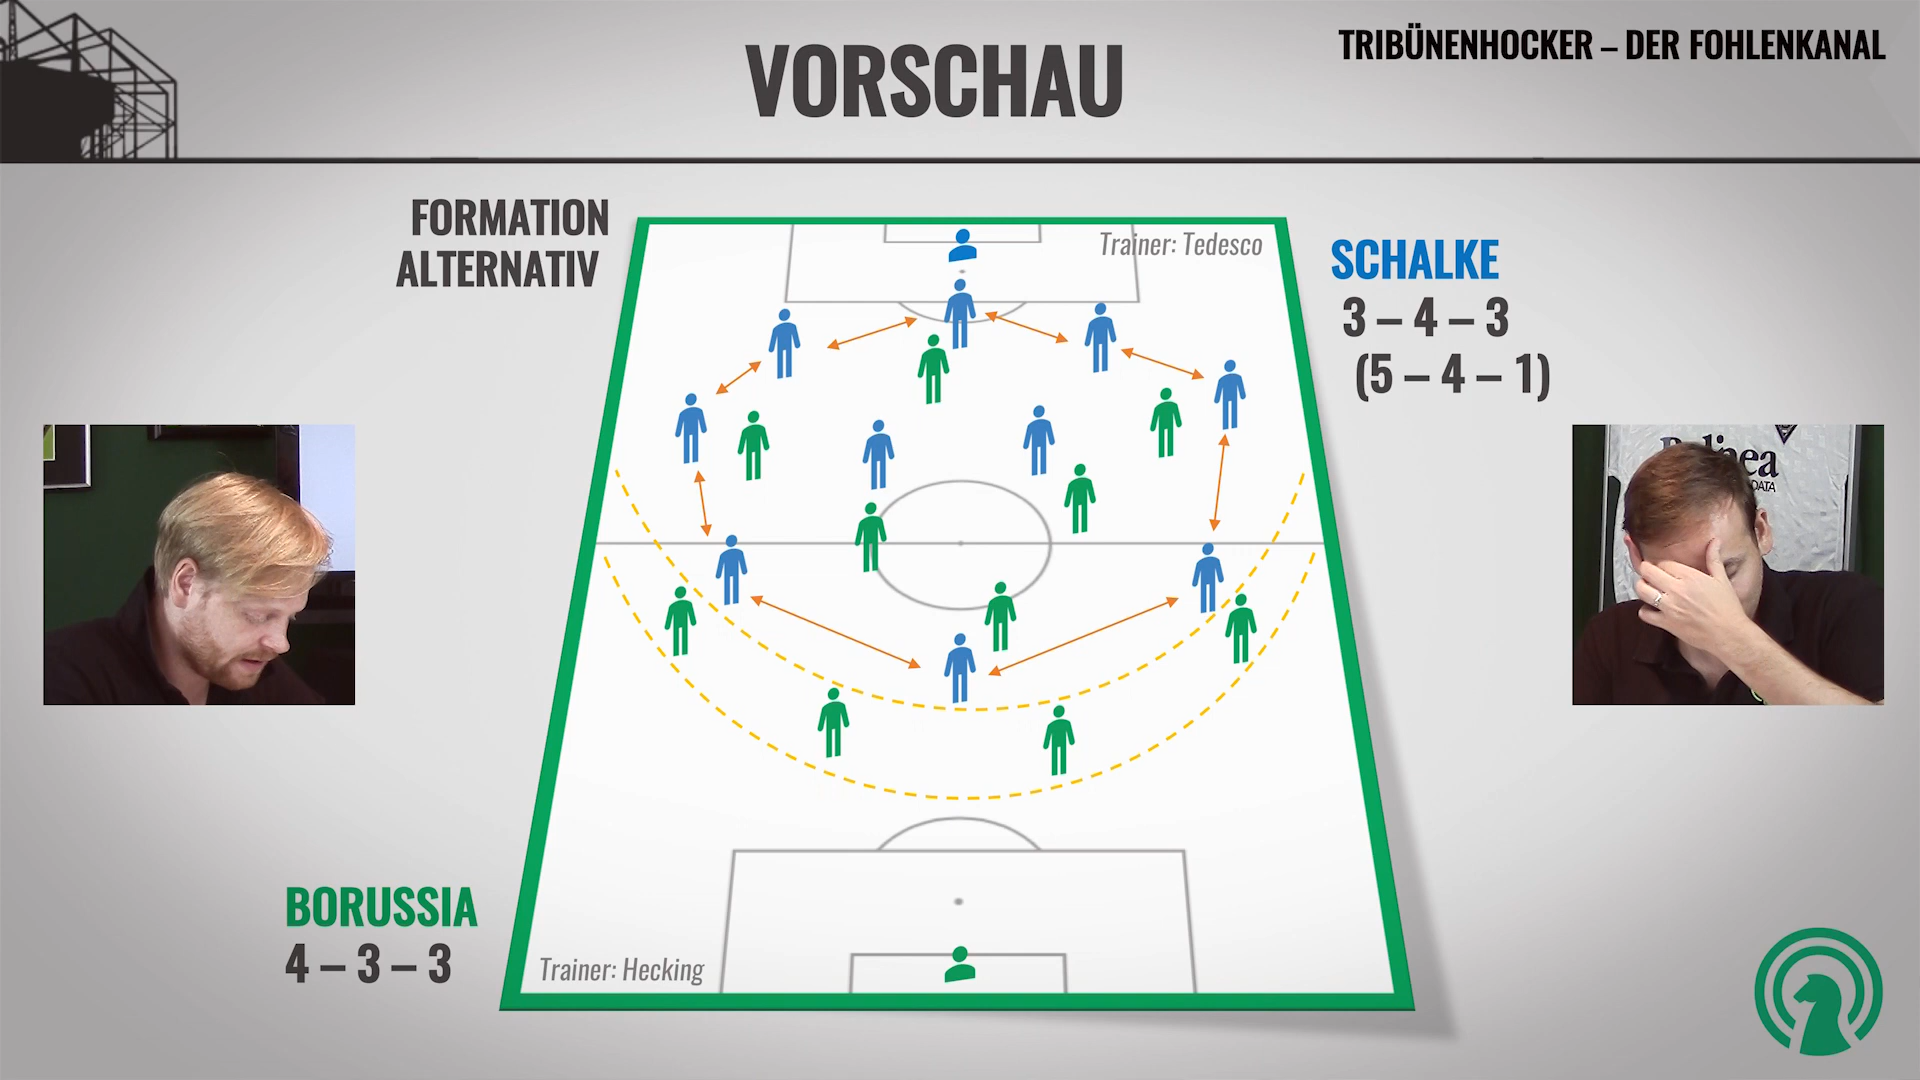 VORSCHAU
TRIBÜNENHOCKER – DER FOHLENKANAL
FORMATION
ALTERNATIV
Trainer: Tedesco
SCHALKE
3 – 4 – 3
(5 – 4 – 1)
DATA
BORUSSIA
4 – 3 – 3
Trainer: Hecking